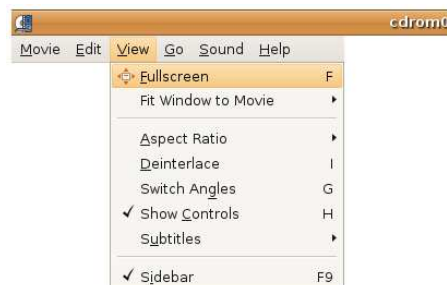 cdrom0
Movie Edit View Go Sound Help
Fullscreen F
Fit Window to Movie
Aspect Ratio
Deinterlace I
Switch Angles G
Show Controls H
Subtitles
Sidebar F9